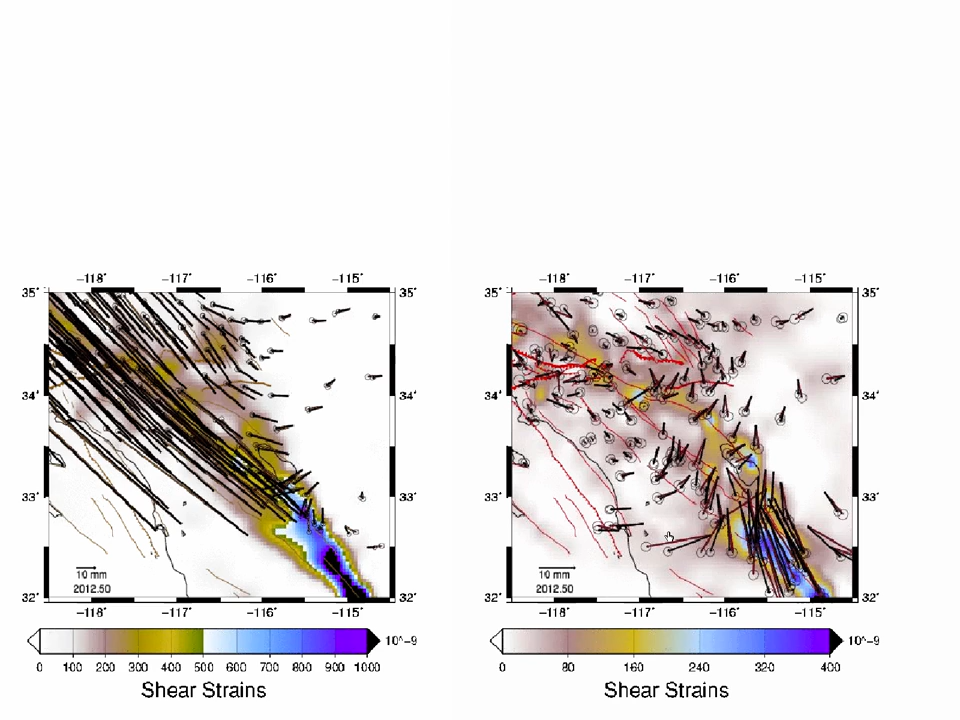 -118° -117° -116° -115°
-118° -117° -116° -115°
35° 35°
35° 35°
34° 34°
34° 34°
33° 33°
33° 33°
10 mm
2012.50
10 mm
2012.50
32° 32°
32° 32°
-118° -117° -116° -115°
-118° -117° -116° -115°
10^-9
10^-9
0 100 200 300 400 500 600 700 800 900 1000
0 80 160 240 320 400
Shear Strains
Shear Strains